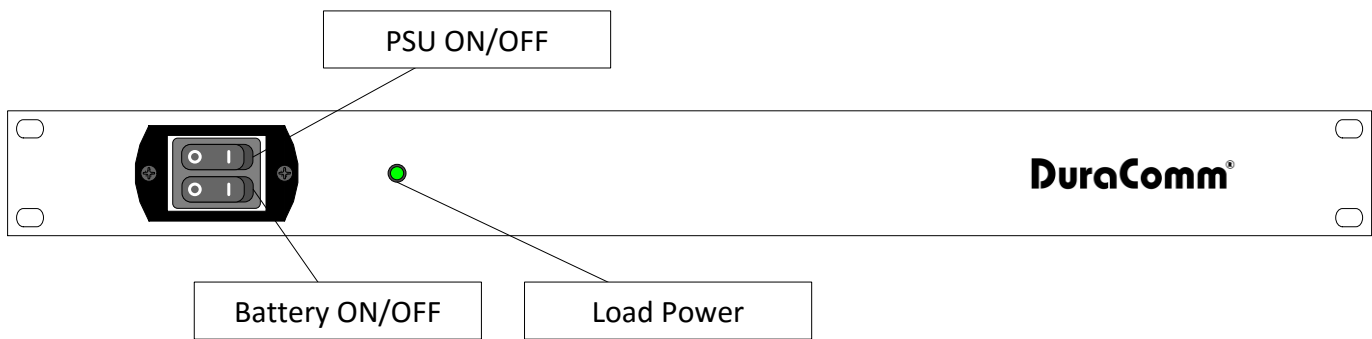 PSU ON/OFF
O I
O I
DuraComm®
Battery ON/OFF
Load Power